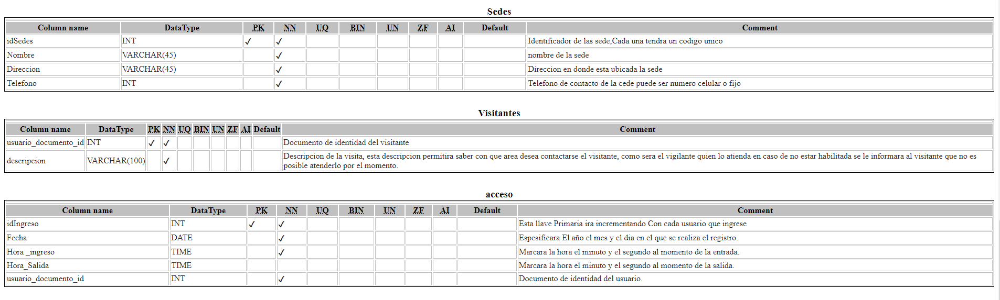 Sedes
Column name DataType PK NN UQ BIN UN ZF AI Default Comment
idSedes INT ✓ ✓ Identificador de las sede,Cada una tendra un codigo unico
Nombre VARCHAR(45) ✓ nombre de la sede
Direccion VARCHAR(45) ✓ Direccion en donde esta ubicada la sede
Telefono INT ✓ Telefono de contacto de la cede puede ser numero celular o fijo
Visitantes
Column name DataType PK NN UQ BIN UN ZF AI Default Comment
usuario_documento_id INT ✓ ✓ Documento de identidad del visitante
descripcion VARCHAR(100) ✓ Descripcion de la visita, esta descripcion permitira saber con que area desea contactarse el visitante, como sera el vigilante quien lo atienda en caso de no estar habilitada se le informara al visitante que no es
posible atenderlo por el momento.
acceso
Column name DataType PK NN UQ BIN UN ZF AI Default Comment
idIngreso INT ✓ ✓ Esta llave Primaria ira incrementando Con cada usuario que ingrese
Fecha DATE ✓ Espesificara El año el mes y el dia en el que se realiza el registro.
Hora _ingreso TIME ✓ Marcara la hora el minuto y el segundo al momento de la entrada.
Hora_Salida TIME Marcara la hora el minuto y el segundo al momento de la salida.
usuario_documento_id INT ✓ Documento de identidad del usuario.